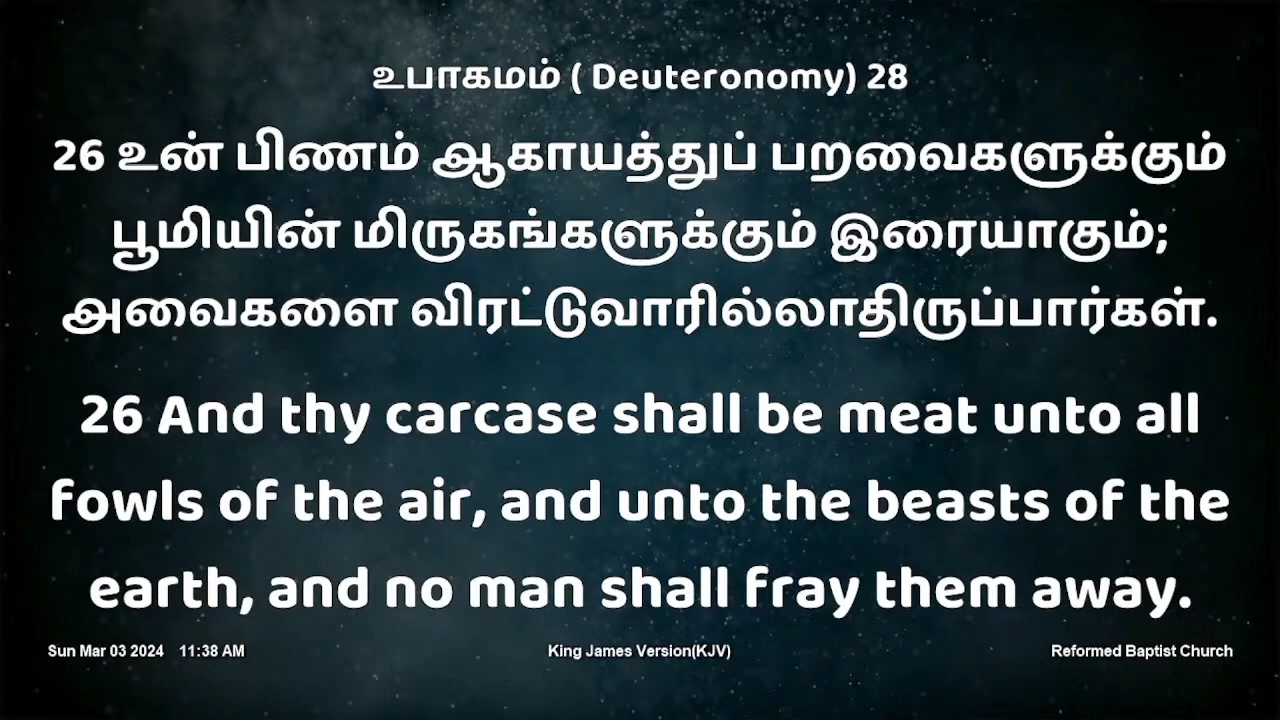 உபாகமம் ( Deuteronomy) 28
26 உன் பிணம் ஆகாயத்துப் பறவைகளுக்கும்
பூமியின் மிருகங்களுக்கும் இரையாகும்;
அவைகளை விரட்டுவாரில்லாதிருப்பார்கள்.
26 And thy carcase shall be meat unto all
fowls of the air, and unto the beasts of the
earth, and no man shall fray them away.
Sun Mar 03 2024 11:38 AM King James Version(KJV) Reformed Baptist Church